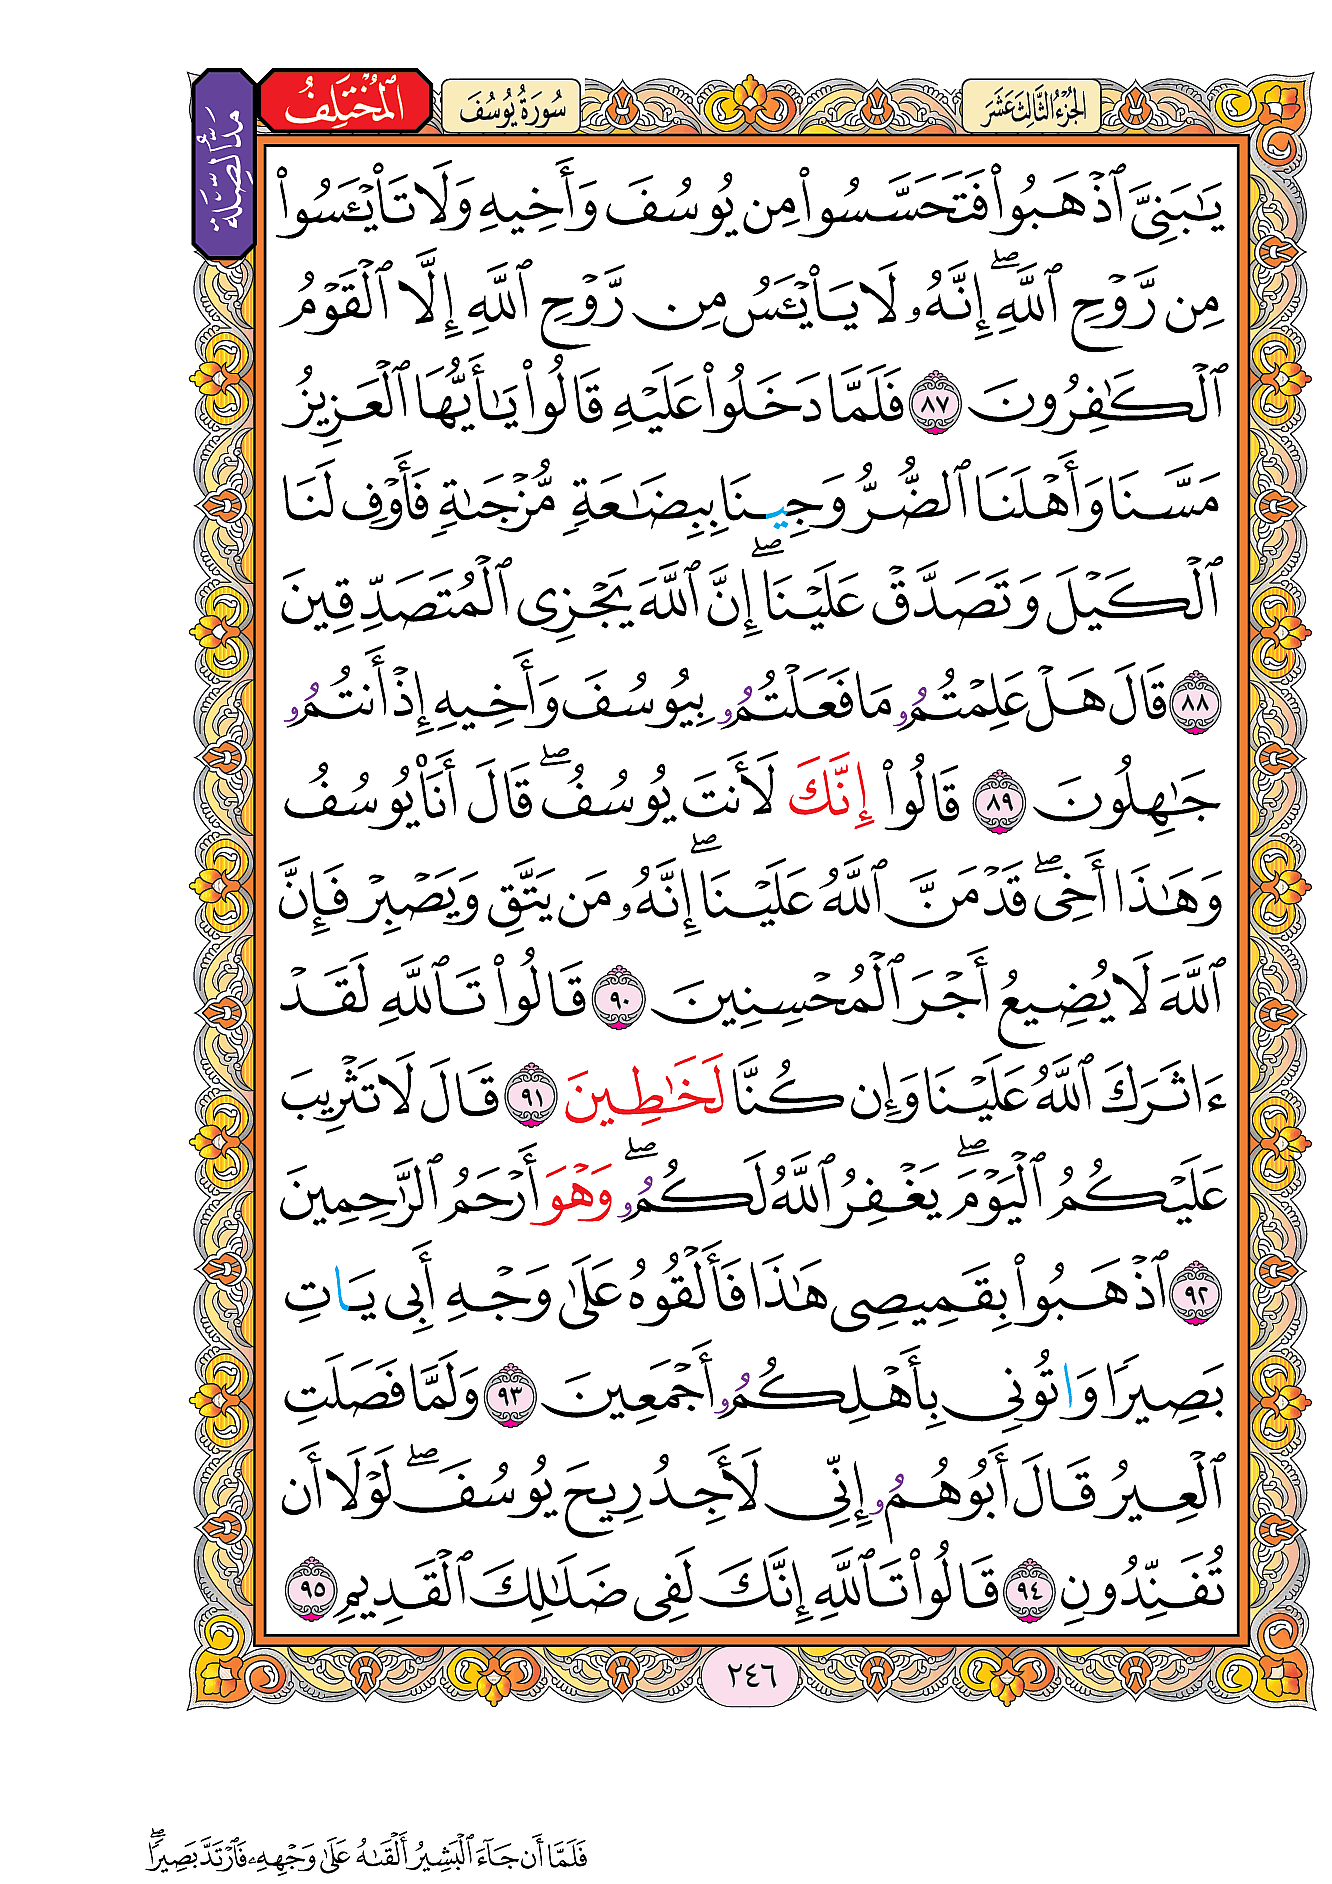 الجزء الثالث عشر
سورة يوسف
المختلف
مد الصلة
يَٰبَنِيَّ ٱذْهَبُوا۟ فَتَحَسَّسُوا۟ مِن يُوسُفَ وَأَخِيهِ وَلَا تَا۟يْـَٔسُوا۟
مِن رَّوْحِ ٱللَّهِۖ إِنَّهُۥ لَا يَا۟يْـَٔسُ مِن رَّوْحِ ٱللَّهِ إِلَّا ٱلْقَوْمُ
ٱلْكَٰفِرُونَ ٨٧ فَلَمَّا دَخَلُوا۟ عَلَيْهِ قَالُوا۟ يَٰأَيُّهَا ٱلْعَزِيزُ
مَسَّنَا وَأَهْلَنَا ٱلضُّرُّ وَجِينَا بِبِضَٰعَةٍ مُّزْجَىٰةٍ فَأَوْفِ لَنَا
ٱلْكَيْلَ وَتَصَدَّقْ عَلَيْنَاۖ إِنَّ ٱللَّهَ يَجْزِى ٱلْمُتَصَدِّقِينَ
٨٨ قَالَ هَلْ عَلِمْتُمُۥ مَا فَعَلْتُمُۥ بِيُوسُفَ وَأَخِيهِ إِذْ أَنتُمُۥ
جَٰهِلُونَ ٨٩ قَالُوا۟ إِنَّكَ لَأَنتَ يُوسُفُۖ قَالَ أَنَا۠ يُوسُفُ
وَهَٰذَا أَخِىۖ قَدْ مَنَّ ٱللَّهُ عَلَيْنَاۖ إِنَّهُۥ مَن يَتَّقِ وَيَصْبِرْ فَإِنَّ
ٱللَّهَ لَا يُضِيعُ أَجْرَ ٱلْمُحْسِنِينَ ٩٠ قَالُوا۟ تَٱللَّهِ لَقَدْ
ءَاثَرَكَ ٱللَّهُ عَلَيْنَا وَإِن كُنَّا لَخَٰطِينَ ٩١ قَالَ لَا تَثْرِيبَ
عَلَيْكُمُ ٱلْيَوْمَۖ يَغْفِرُ ٱللَّهُ لَكُمُۥۖ وَهْوَ أَرْحَمُ ٱلرَّٰحِمِينَ
٩٢ ٱذْهَبُوا۟ بِقَمِيصِى هَٰذَا فَأَلْقُوهُ عَلَىٰ وَجْهِ أَبِى يَاتِ
بَصِيرًا وَاتُونِى بِأَهْلِكُمُۥ أَجْمَعِينَ ٩٣ وَلَمَّا فَصَلَتِ
ٱلْعِيرُ قَالَ أَبُوهُمُۥ إِنِّى لَأَجِدُ رِيحَ يُوسُفَۖ لَوْلَا أَن
تُفَنِّدُونِ ٩٤ قَالُوا۟ تَٱللَّهِ إِنَّكَ لَفِى ضَلَٰلِكَ ٱلْقَدِيمِ ٩٥
٢٤٦
فَلَمَّا أَن جَآءَ ٱلْبَشِيرُ أَلْقَىٰهُ عَلَىٰ وَجْهِهِۦ فَٱرْتَدَّ بَصِيرًاۖ